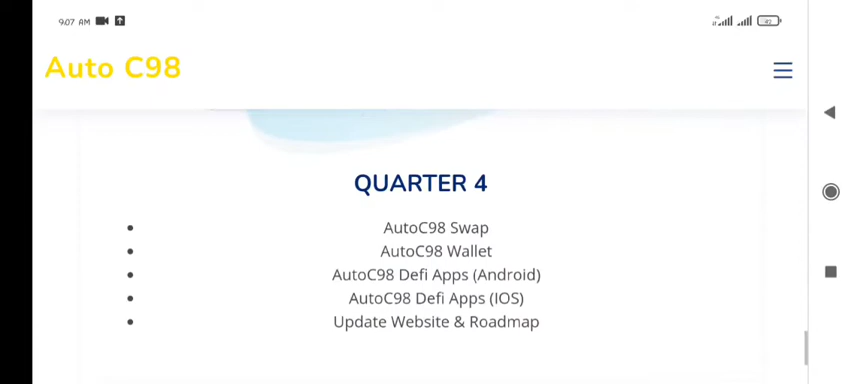 9:07 AM
Auto C98
QUARTER 4
AutoC98 Swap
AutoC98 Wallet
AutoC98 Defi Apps (Android)
AutoC98 Defi Apps (IOS)
Update Website & Roadmap